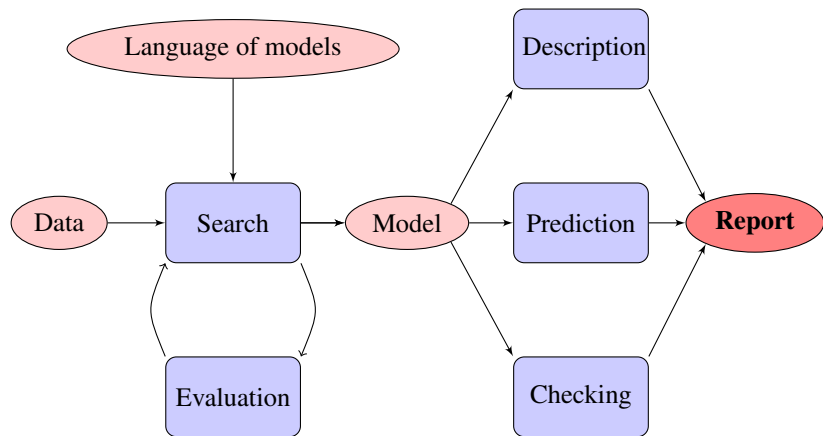 Language of models
Description
Data
Search
Model
Prediction
Report
Evaluation
Checking